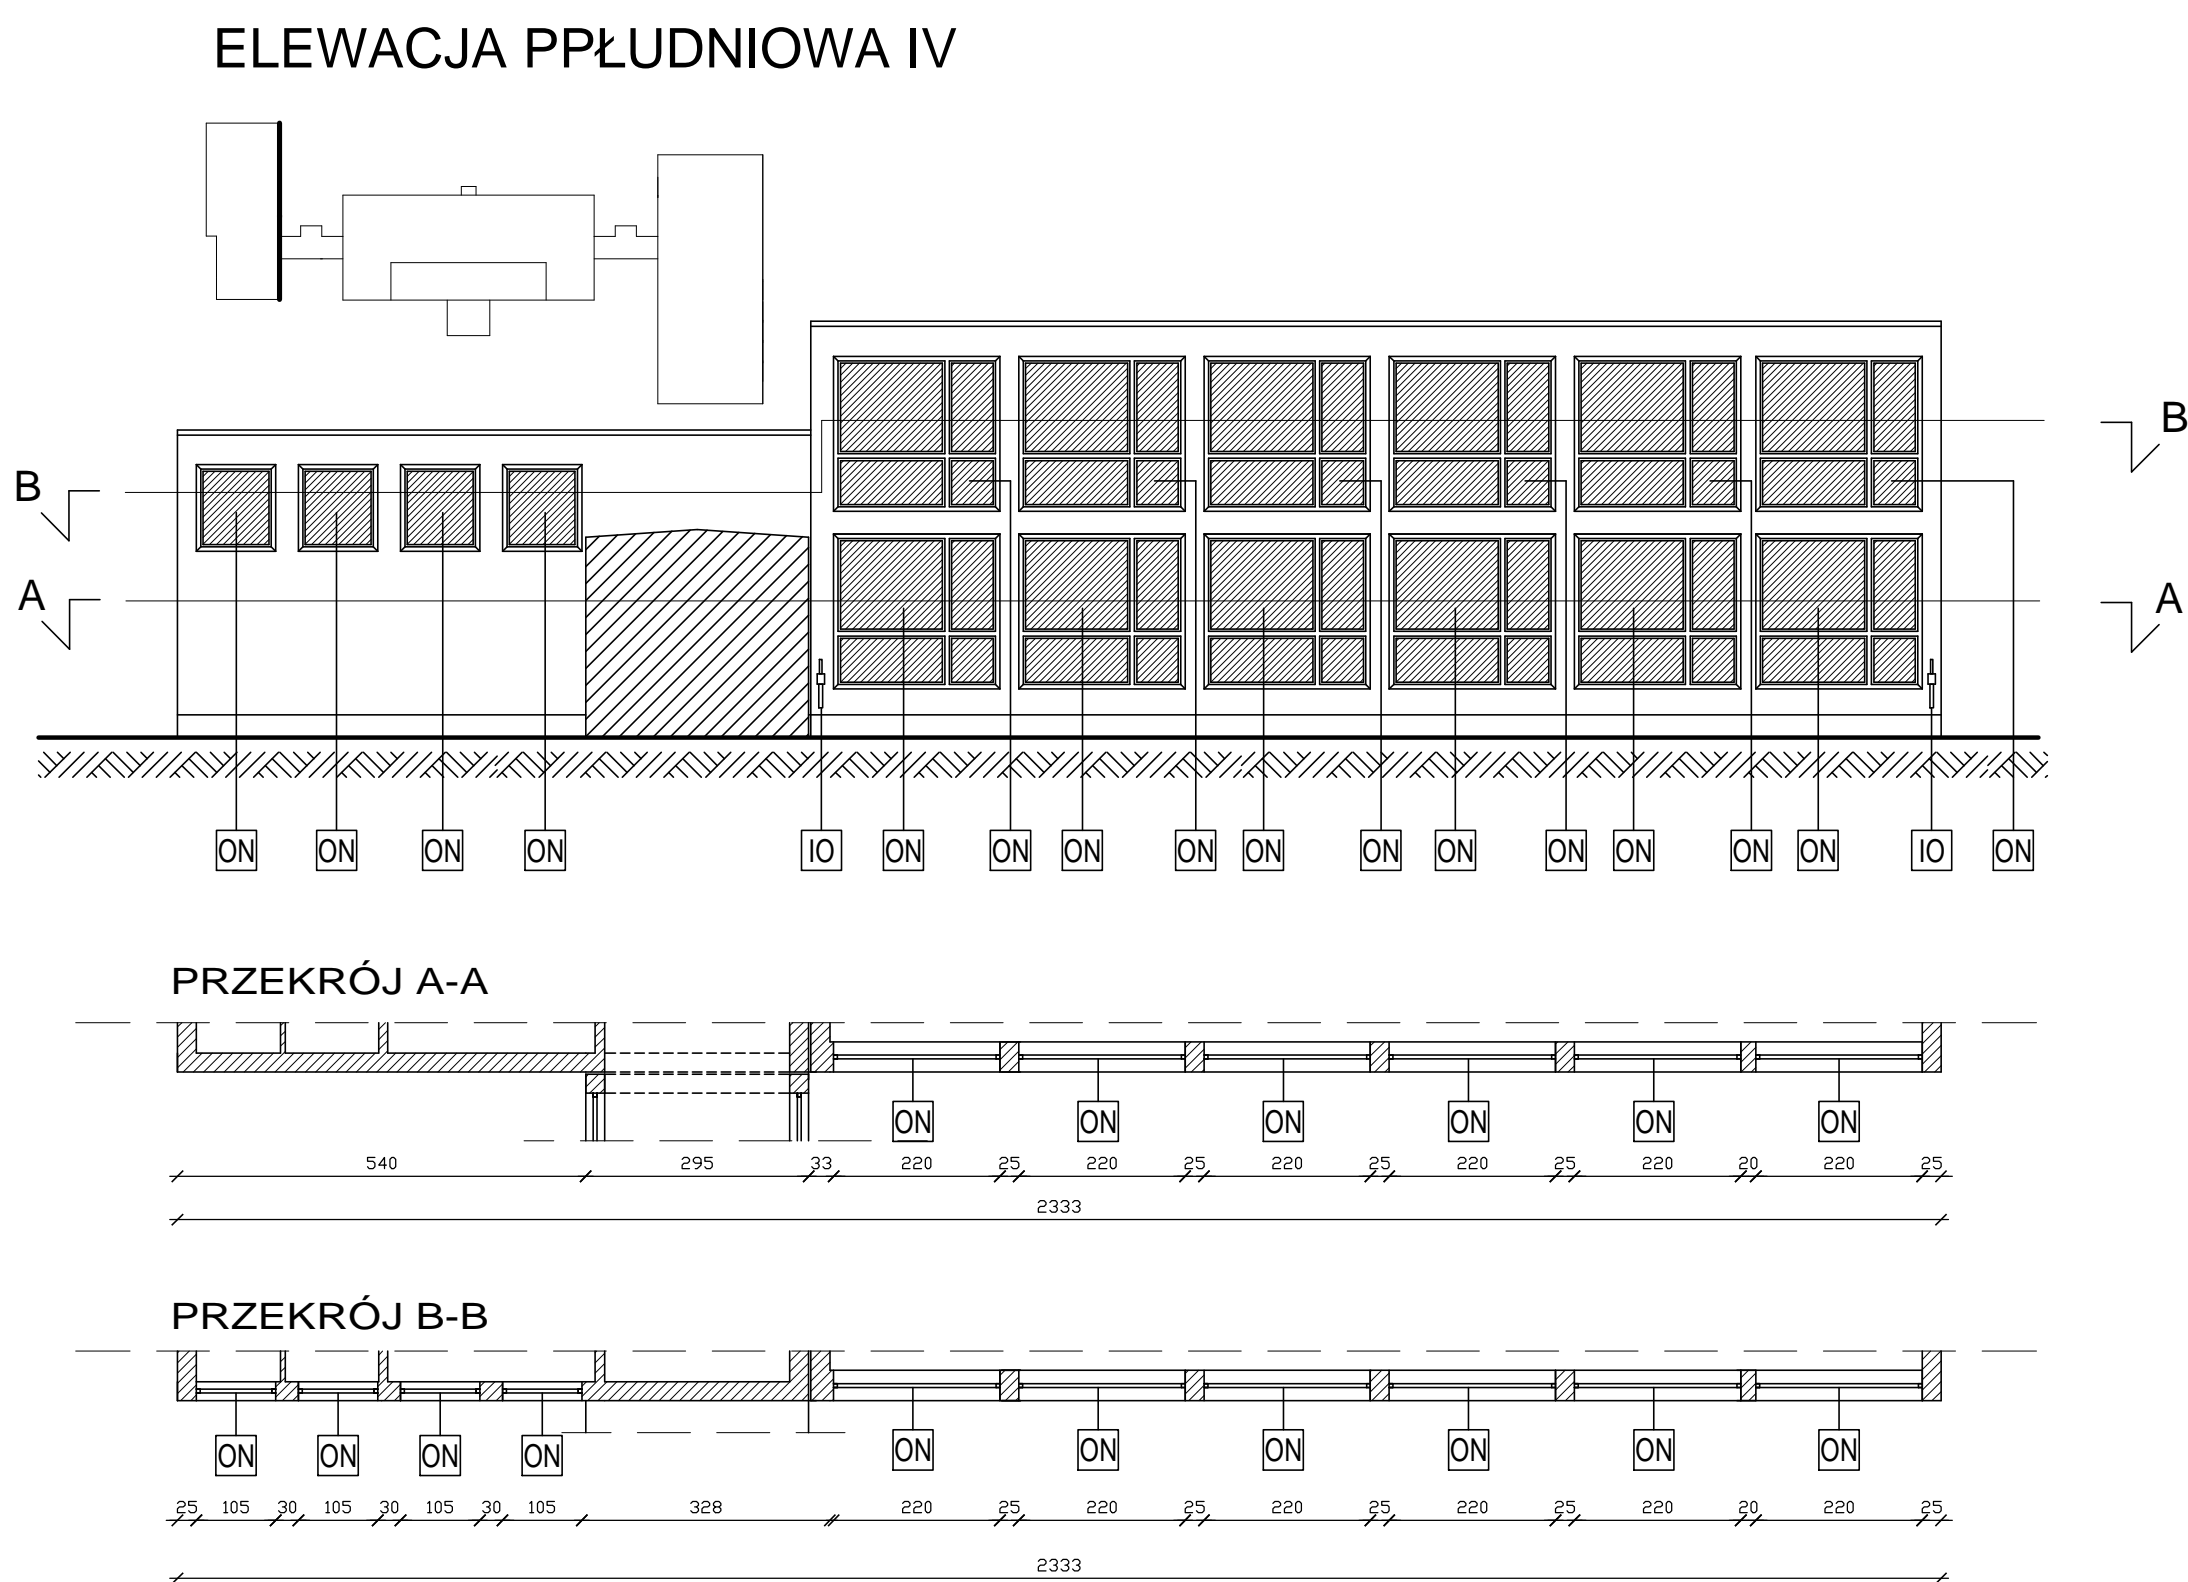 ELEWACJA PPŁUDNIOWA IV
B
B
A
A
ON ON ON ON IO ON ON ON ON ON ON ON ON ON ON ON IO ON
PRZEKRÓJ A-A
ON ON ON ON ON ON
540 295 33 220 25 220 25 220 25 220 25 220 20 220 25
2333
PRZEKRÓJ B-B
ON ON ON ON ON ON ON ON ON ON
25 105 30 105 30 105 30 105 328 220 25 220 25 220 25 220 25 220 20 220 25
2333